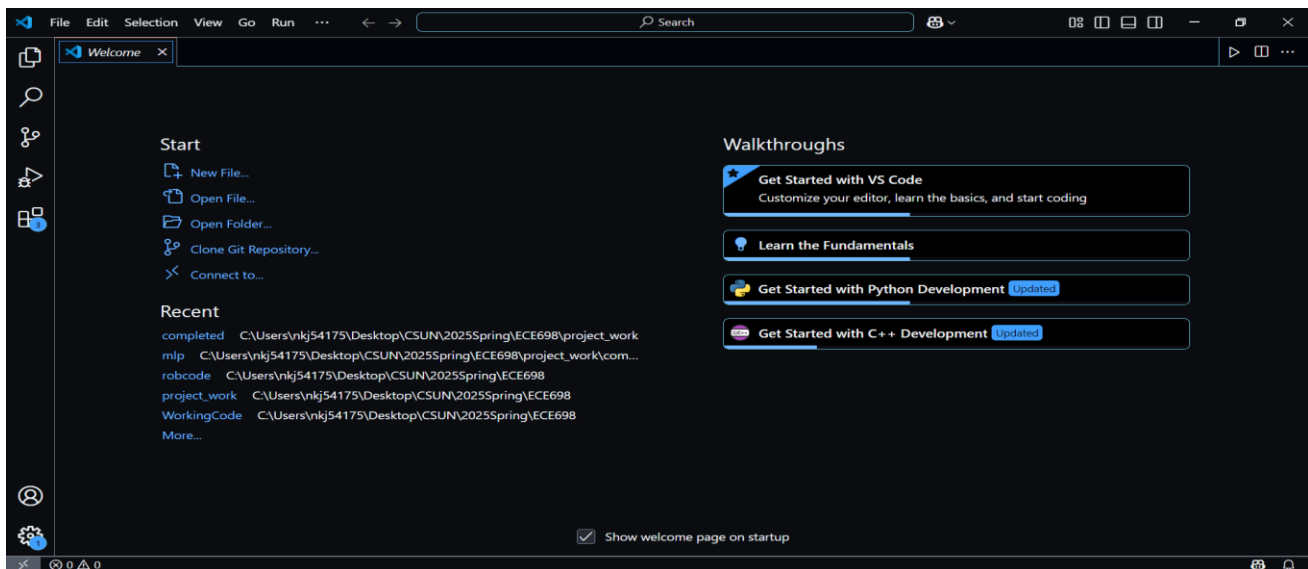 File Edit Selection View Go Run ··· Search
Welcome
Start
New File...
Open File...
Open Folder...
Clone Git Repository...
Connect to...
Recent
completed C:\Users\nkj54175\Desktop\CSUN\2025Spring\ECE698\project_work
mlp C:\Users\nkj54175\Desktop\CSUN\2025Spring\ECE698\project_work\com...
robcode C:\Users\nkj54175\Desktop\CSUN\2025Spring\ECE698
project_work C:\Users\nkj54175\Desktop\CSUN\2025Spring\ECE698
WorkingCode C:\Users\nkj54175\Desktop\CSUN\2025Spring\ECE698
More...
Walkthroughs
Get Started with VS Code
Customize your editor, learn the basics, and start coding
Learn the Fundamentals
Get Started with Python Development Updated
Get Started with C++ Development Updated
3
1
Show welcome page on startup
0 0